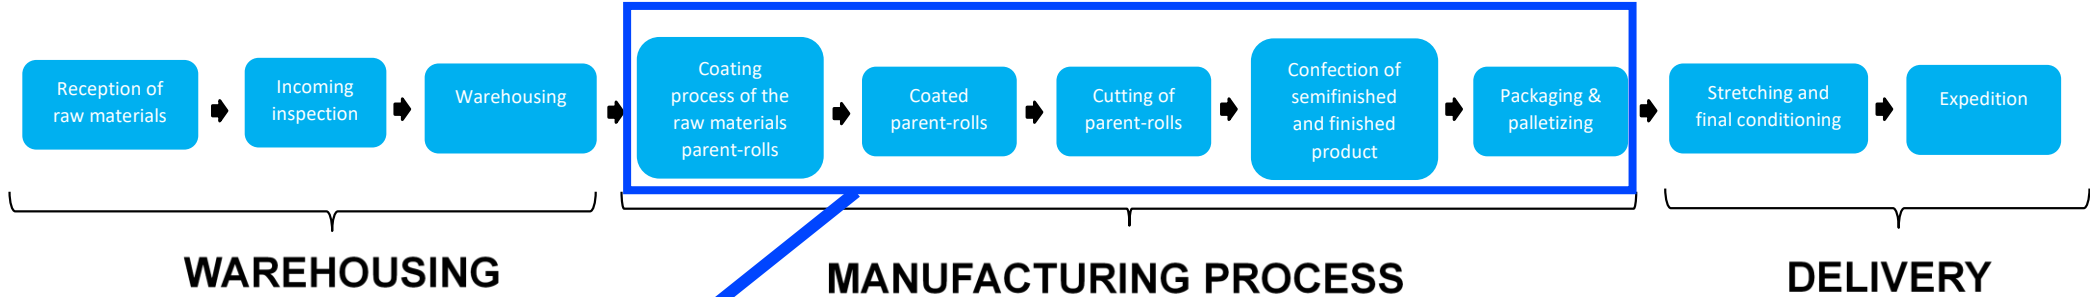 Reception of
raw materials
Incoming
inspection
Warehousing
Coating
process of the
raw materials
parent-rolls
Coated
parent-rolls
Cutting of
parent-rolls
Confection of
semifinished
and finished
product
Packaging &
palletizing
Stretching and
final conditioning
Expedition
WAREHOUSING
MANUFACTURING PROCESS
DELIVERY